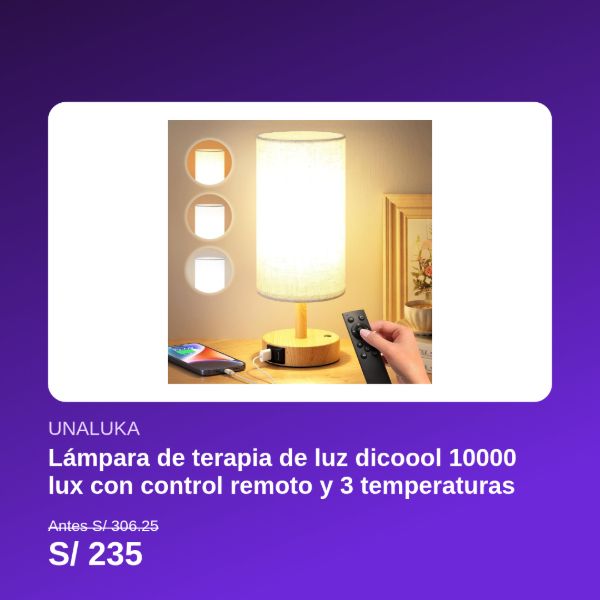 UNALUKA
Lámpara de terapia de luz dicoool 10000
lux con control remoto y 3 temperaturas
Antes S/ 306.25
S/ 235